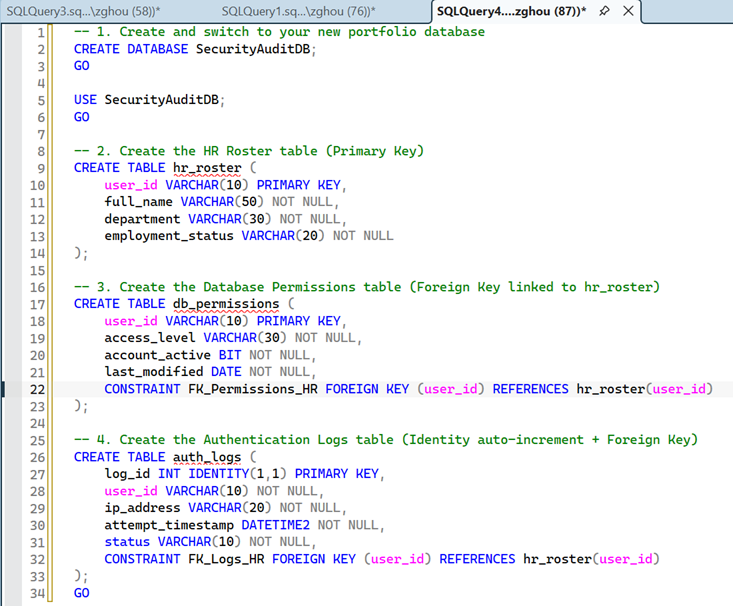 SQLQuery3.sq...\zghou (58))*
SQLQuery1.sq...\zghou (76))*
SQLQuery4....zghou (87))*
1 -- 1. Create and switch to your new portfolio database
2 CREATE DATABASE SecurityAuditDB;
3 GO
4
5 USE SecurityAuditDB;
6 GO
7
8 -- 2. Create the HR Roster table (Primary Key)
9 CREATE TABLE hr_roster (
10 user_id VARCHAR(10) PRIMARY KEY,
11 full_name VARCHAR(50) NOT NULL,
12 department VARCHAR(30) NOT NULL,
13 employment_status VARCHAR(20) NOT NULL
14 );
15
16 -- 3. Create the Database Permissions table (Foreign Key linked to hr_roster)
17 CREATE TABLE db_permissions (
18 user_id VARCHAR(10) PRIMARY KEY,
19 access_level VARCHAR(30) NOT NULL,
20 account_active BIT NOT NULL,
21 last_modified DATE NOT NULL,
22 CONSTRAINT FK_Permissions_HR FOREIGN KEY (user_id) REFERENCES hr_roster(user_id)
23 );
24
25 -- 4. Create the Authentication Logs table (Identity auto-increment + Foreign Key)
26 CREATE TABLE auth_logs (
27 log_id INT IDENTITY(1,1) PRIMARY KEY,
28 user_id VARCHAR(10) NOT NULL,
29 ip_address VARCHAR(20) NOT NULL,
30 attempt_timestamp DATETIME2 NOT NULL,
31 status VARCHAR(10) NOT NULL,
32 CONSTRAINT FK_Logs_HR FOREIGN KEY (user_id) REFERENCES hr_roster(user_id)
33 );
34 GO